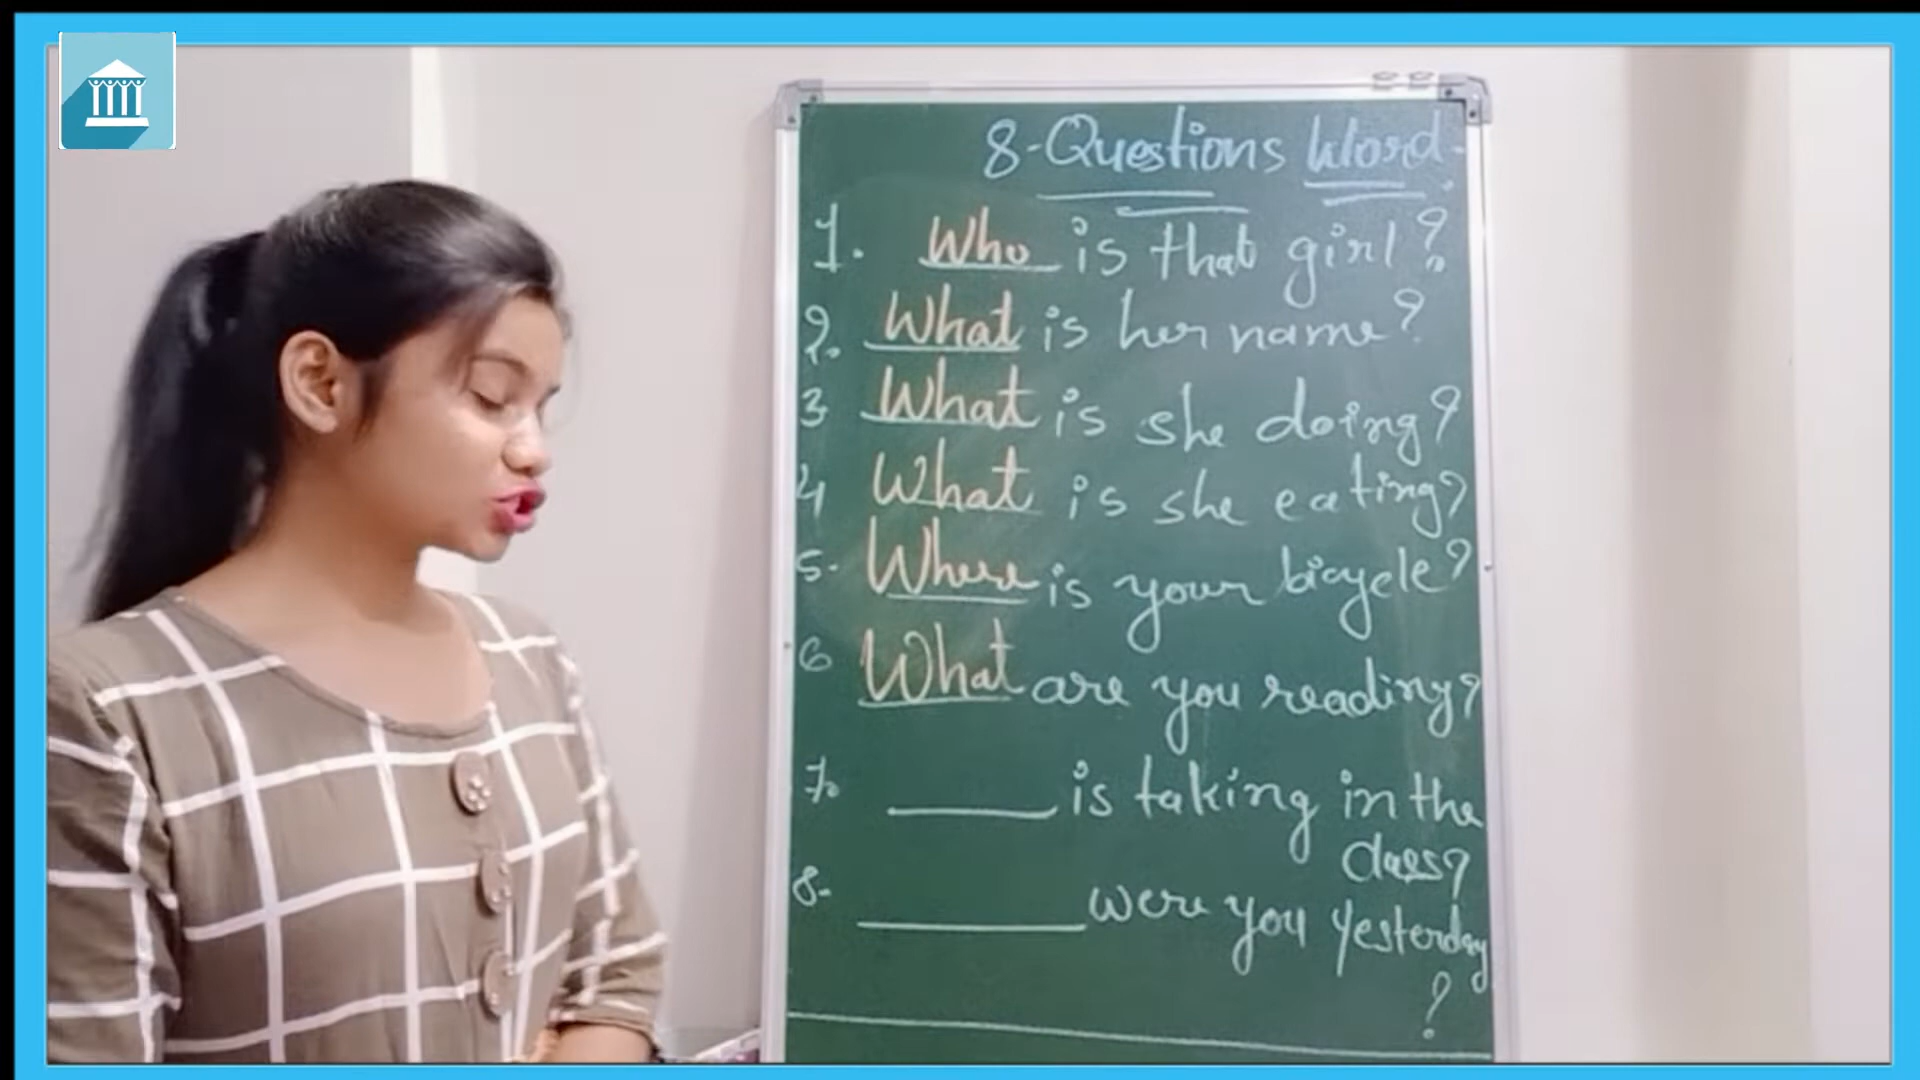 8-Questions Word-
1. Who is that girl?
2. What is her name?
3 What is she doing?
4 What is she eating?
5. Where is your bicycle?
6 What are you reading?
7. ____ is taking in the
class?
8- ____ were you yesterday
?